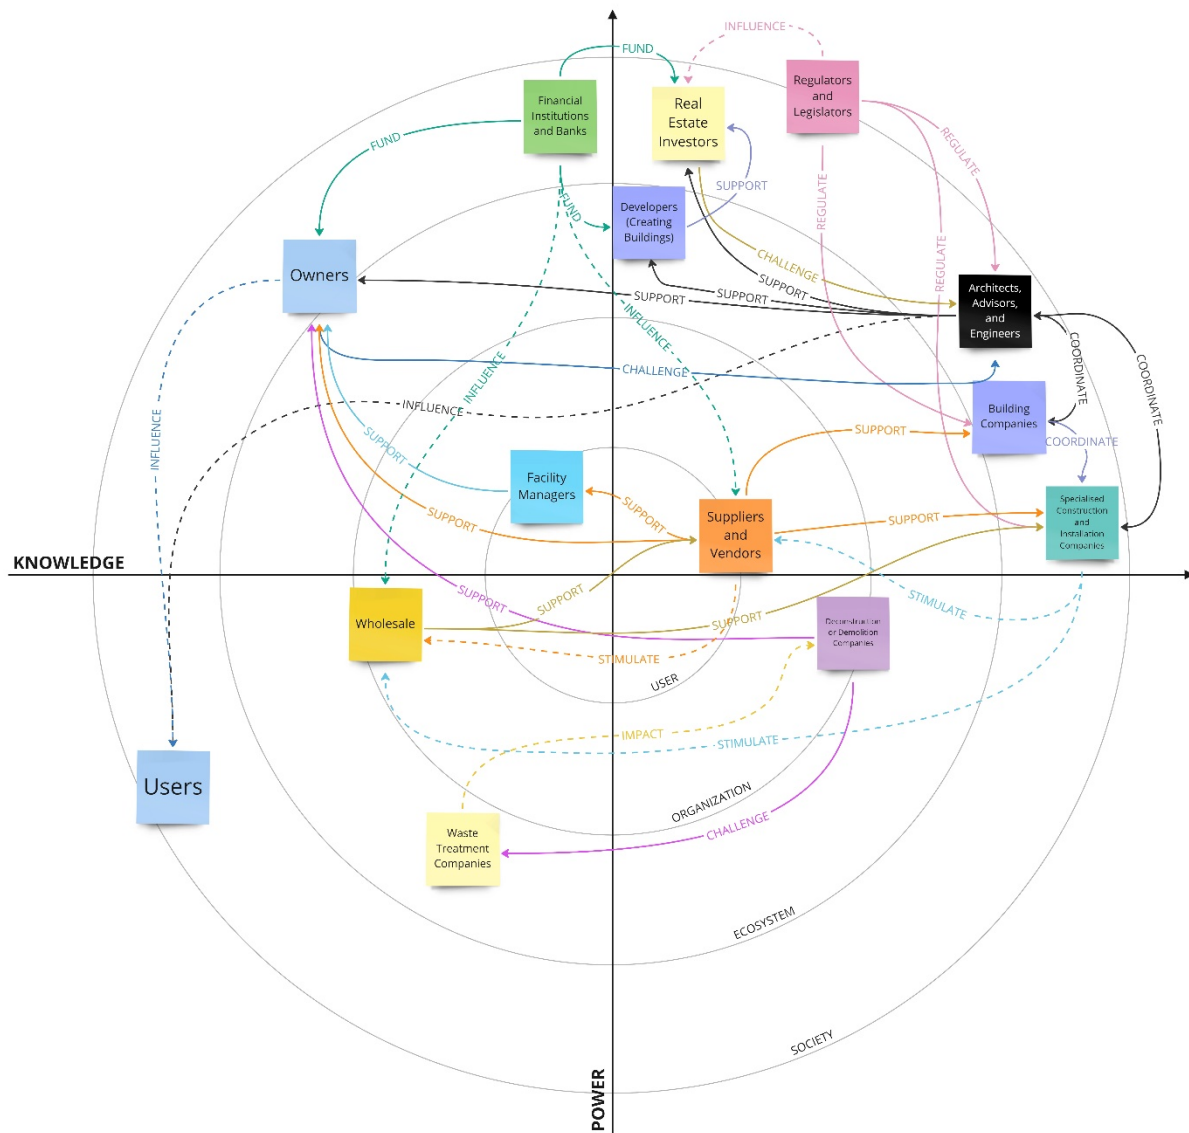 INFLUENCE
FUND
Financial
Institutions
and Banks
Real
Estate
Investors
Regulators
and
Legislators
FUND
REGULATE
SUPPORT
REGULATE
FUND
Developers
(Creating
Buildings)
Owners
CHALLENGE
SUPPORT
SUPPORT
SUPPORT
REGULATE
Architects,
Advisors,
and
Engineers
INFLUENCE
COORDINATE
COORDINATE
CHALLENGE
INFLUENCE
INFLUENCE
INFLUENCE
SUPPORT
SUPPORT
Building
Companies
COORDINATE
Facility
Managers
SUPPORT
SUPPORT
Suppliers
and
Vendors
SUPPORT
Specialised
Construction
and
Installation
Companies
KNOWLEDGE
SUPPORT
SUPPORT
STIMULATE
Wholesale
SUPPORT
Deconstruction
or Demolition
Companies
STIMULATE
USER
IMPACT
STIMULATE
Users
ORGANIZATION
CHALLENGE
Waste
Treatment
Companies
ECOSYSTEM
SOCIETY
POWER